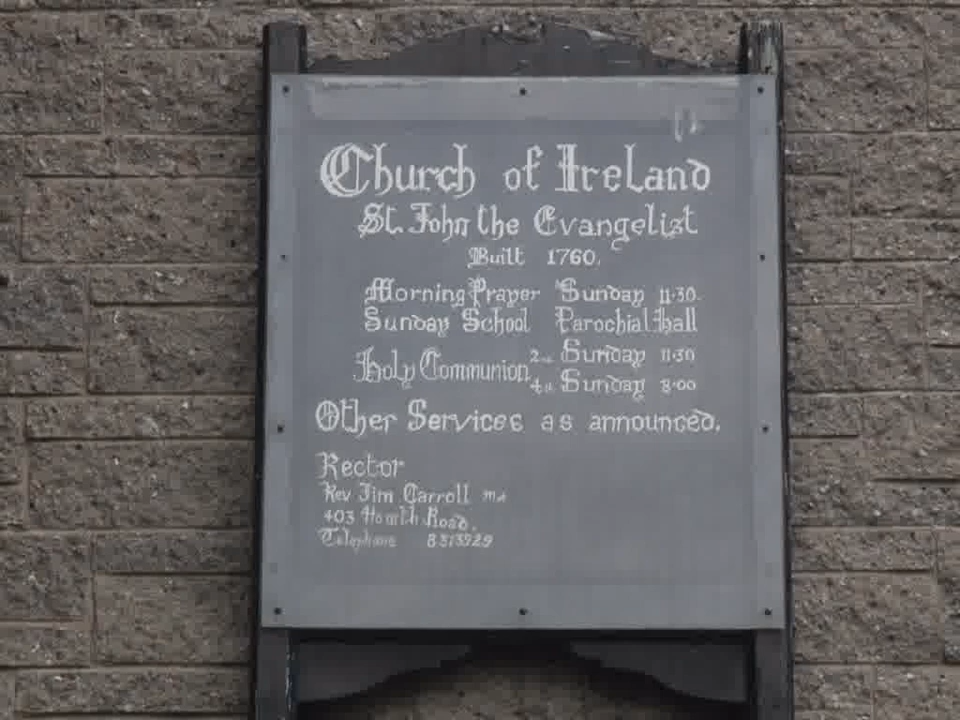 Church of Ireland
St. John the Evangelist
Built 1760.
Morning Prayer Sunday 11·30.
Sunday School Parochial Hall
Holy Communion 2nd Sunday 11·30
4th Sunday 8·00
Other Services as announced.
Rector
Rev Jim Carroll MA
403 Howth Road.
Telephone 8313929